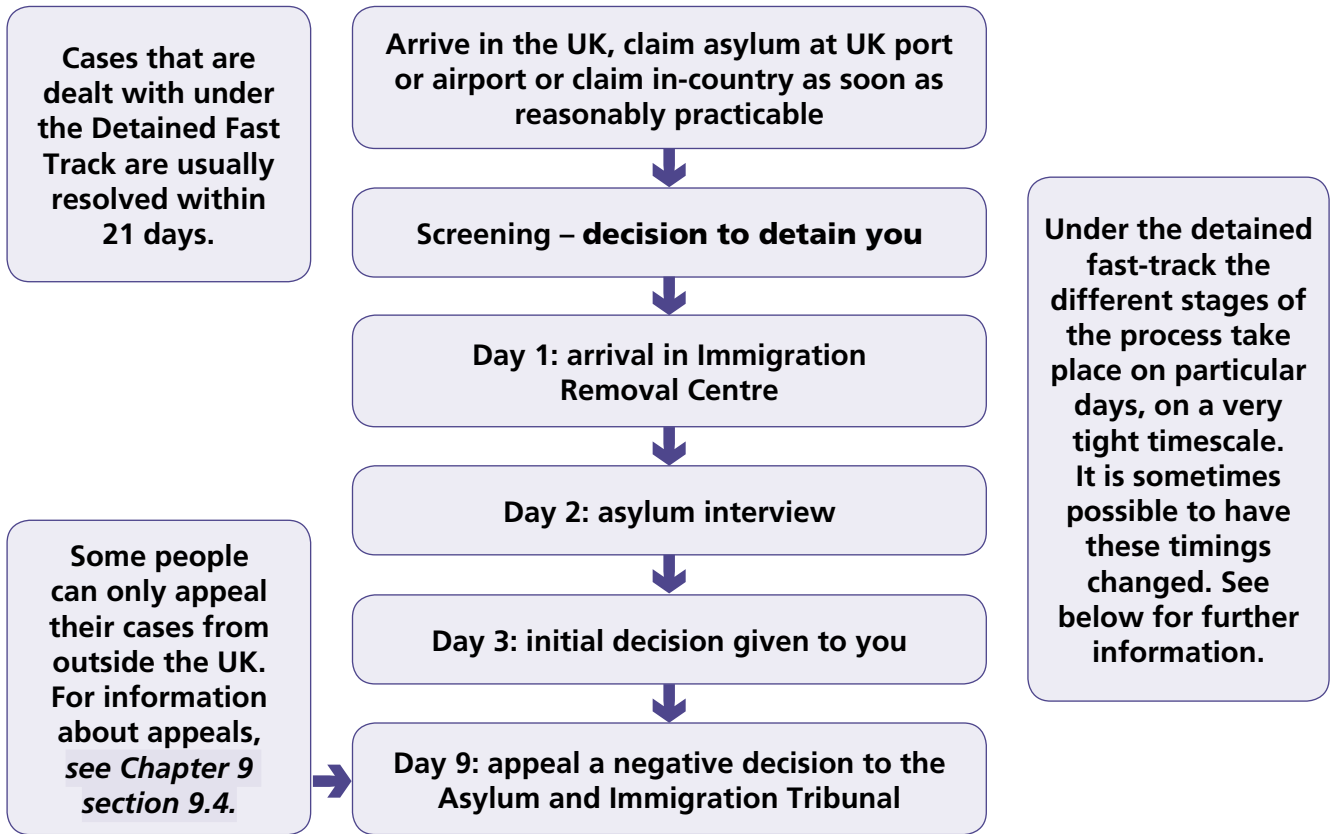 Cases that are
dealt with under
the Detained Fast
Track are usually
resolved within
21 days.
Arrive in the UK, claim asylum at UK port
or airport or claim in-country as soon as
reasonably practicable
Screening – decision to detain you
Day 1: arrival in Immigration
Removal Centre
Day 2: asylum interview
Day 3: initial decision given to you
Some people
can only appeal
their cases from
outside the UK.
For information
about appeals,
see Chapter 9
section 9.4.
Day 9: appeal a negative decision to the
Asylum and Immigration Tribunal
Under the detained
fast-track the
different stages of
the process take
place on particular
days, on a very
tight timescale.
It is sometimes
possible to have
these timings
changed. See
below for further
information.